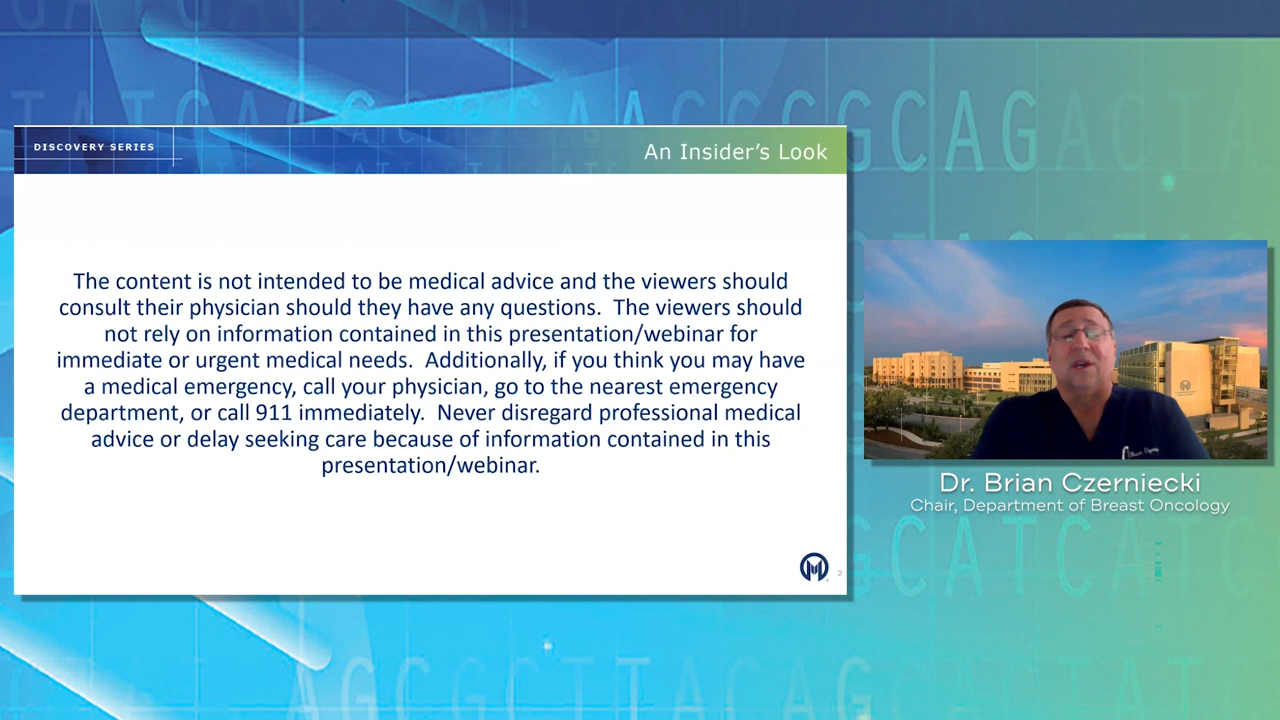 TATCACGCGCAACCCGCAGACTA
DISCOVERY SERIES
An Insider's Look
The content is not intended to be medical advice and the viewers should
consult their physician should they have any questions.  The viewers should
not rely on information contained in this presentation/webinar for
immediate or urgent medical needs.  Additionally, if you think you may have
a medical emergency, call your physician, go to the nearest emergency
department, or call 911 immediately.  Never disregard professional medical
advice or delay seeking care because of information contained in this
presentation/webinar.
2
Dr. Brian Czerniecki
Chair, Department of Breast Oncology
GCATCATC
AGCGCTTACAGCAGTATC